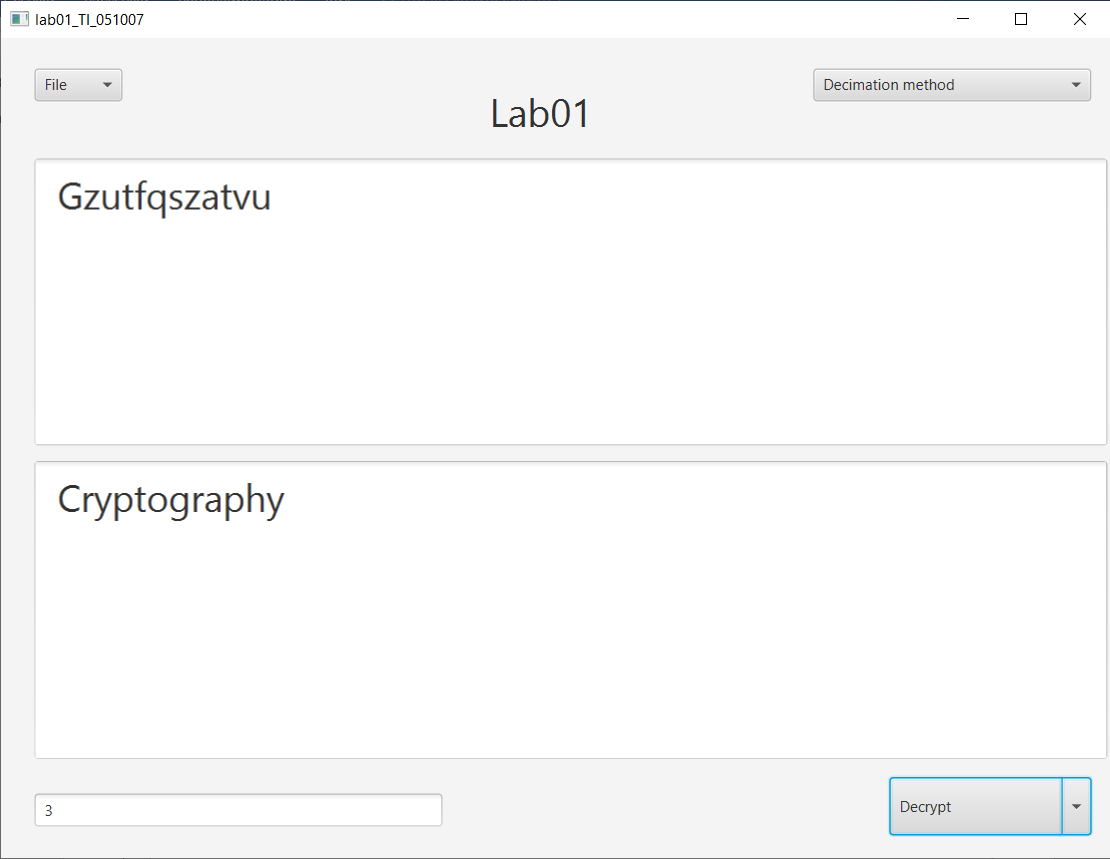 lab01_TI_051007
File
Decimation method
Lab01
Gzutfqszatvu
Cryptography
3
Decrypt